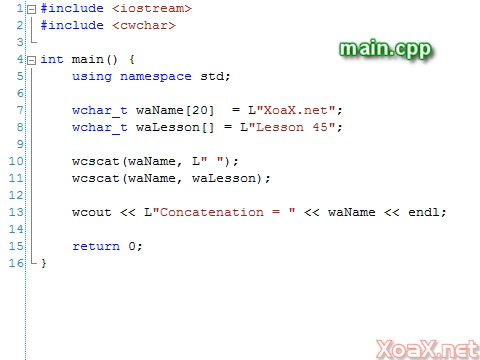 1 #include <iostream>
2 #include <cwchar>
3
main.cpp
4 int main() {
5     using namespace std;
6
7     wchar_t waName[20]  = L"XoaX.net";
8     wchar_t waLesson[] = L"Lesson 45";
9
10     wcscat(waName, L" ");
11     wcscat(waName, waLesson);
12
13     wcout << L"Concatenation = " << waName << endl;
14
15     return 0;
16 }
XoaX.net